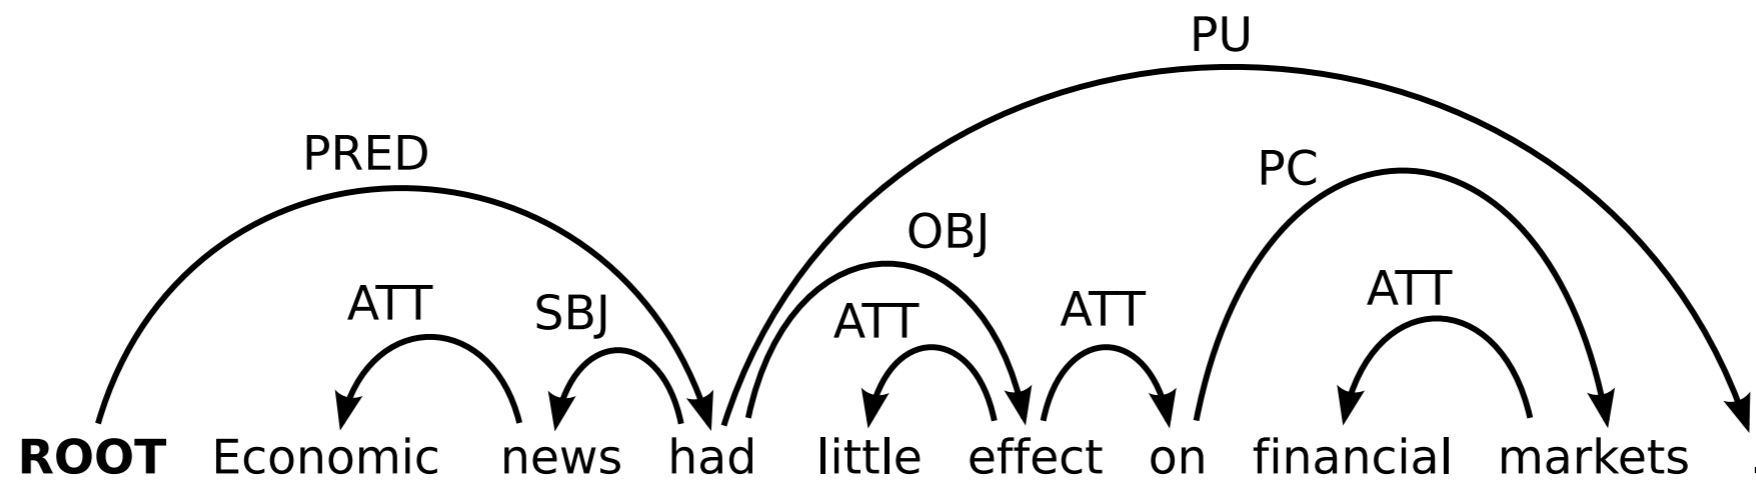 PU
PRED
PC
OBJ
ATT SBJ ATT ATT ATT
ROOT Economic news had little effect on financial markets .